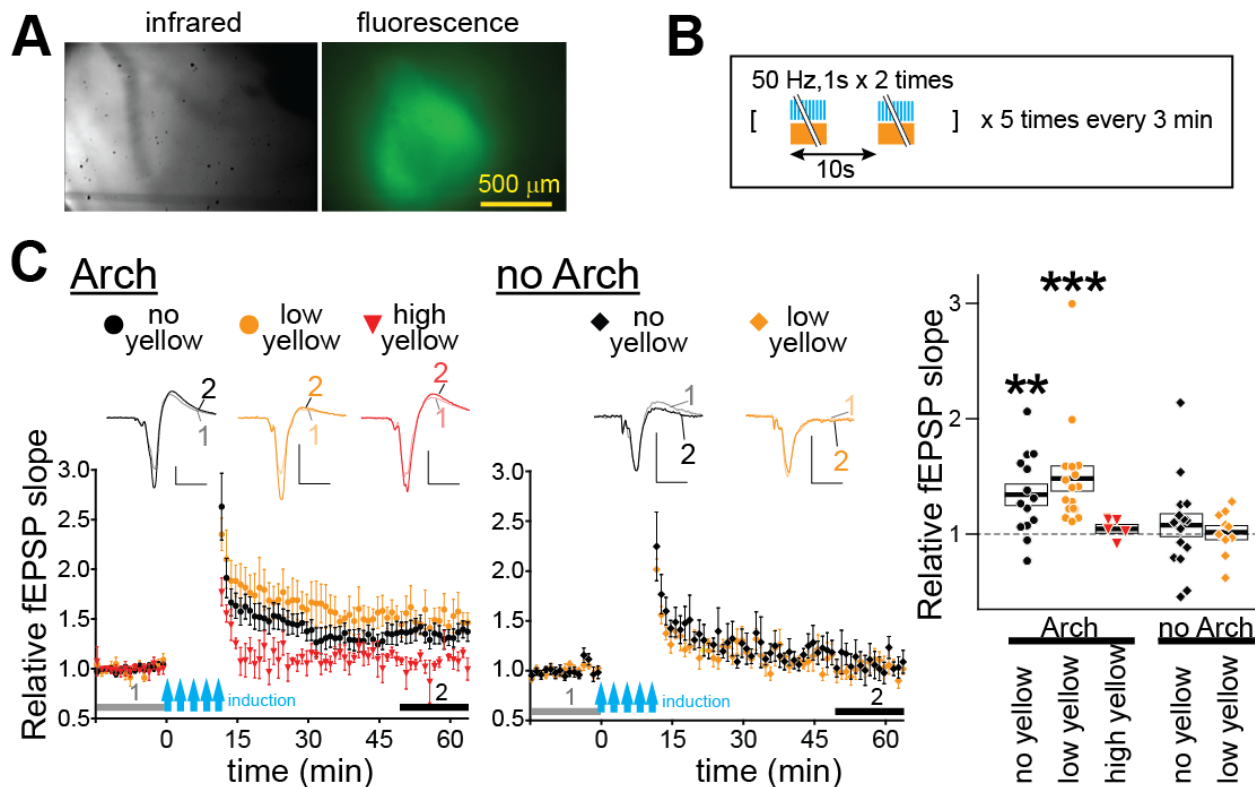 A
infrared
fluorescence
500 μm
B
50 Hz,1s x 2 times
[ ] x 5 times every 3 min
10s
C
Arch
no yellow
low yellow
high yellow
2
1
2
1
2
1
Relative fEPSP slope
3.0
2.5
2.0
1.5
1.0
0.5
1
induction
2
0
15
30
45
60
time (min)
no Arch
no yellow
low yellow
1
2
1
2
3.0
2.5
2.0
1.5
1.0
0.5
1
induction
2
0
15
30
45
60
time (min)
Relative fEPSP slope
3
2
1
**
***
Arch
no Arch
no yellow
low yellow
high yellow
no yellow
low yellow